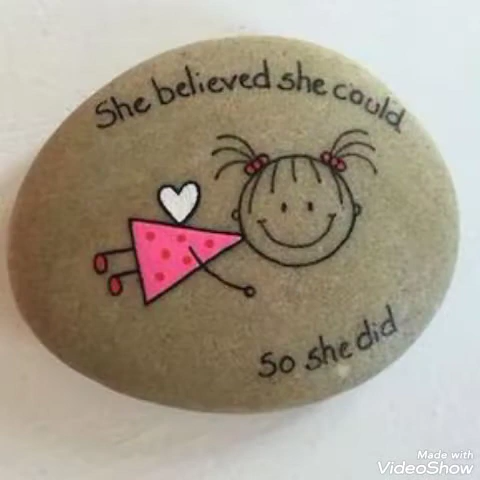 She believed she could
So she did
Made with
VideoShow